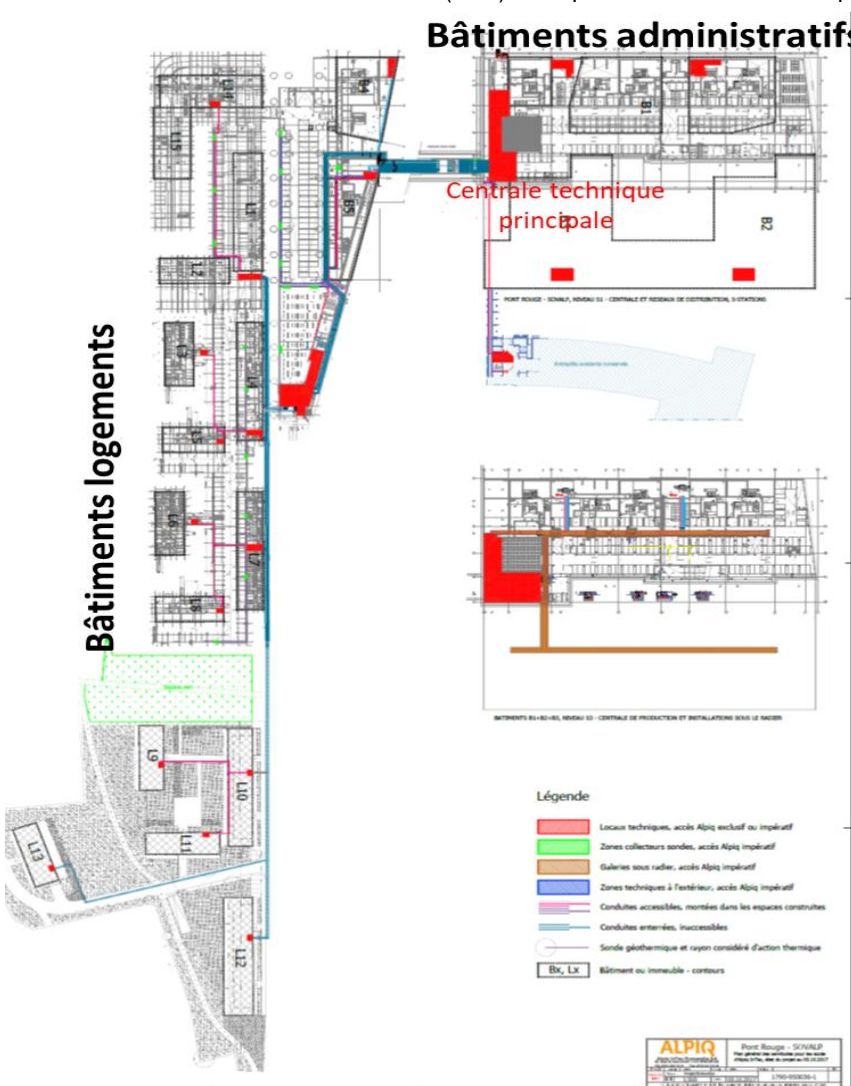 Bâtiments administratifs
L14
L15
L1
L2
L3
L4
L5
L6
L7
L8
B4
B5
B1
Centrale technique
principale
B2
PONT ROUGE - SOVALP, NIVEAU S1 - CENTRALE ET RESEAUX DE DISTRIBUTION, S-STATIONS
Bâtiments logements
BATIMENTS B1+B2+B3, NIVEAU S3 - CENTRALE DE PRODUCTION ET INSTALLATIONS SOUS LE RADIER
L9
L10
L11
L13
L12
Légende
Locaux techniques, accès Alpiq exclusif ou impératif
Zones collecteurs sondes, accès Alpiq impératif
Galeries sous radier, accès Alpiq impératif
Zones techniques à l'extérieur, accès Alpiq impératif
Conduites accessibles, montées dans les espaces construites
Conduites enterrées, inaccessibles
Sonde géothermique et rayon considéré d'action thermique
Bx, Lx
Bâtiment ou immeuble - contours
ALPIQ
Pont Rouge - SOVALP